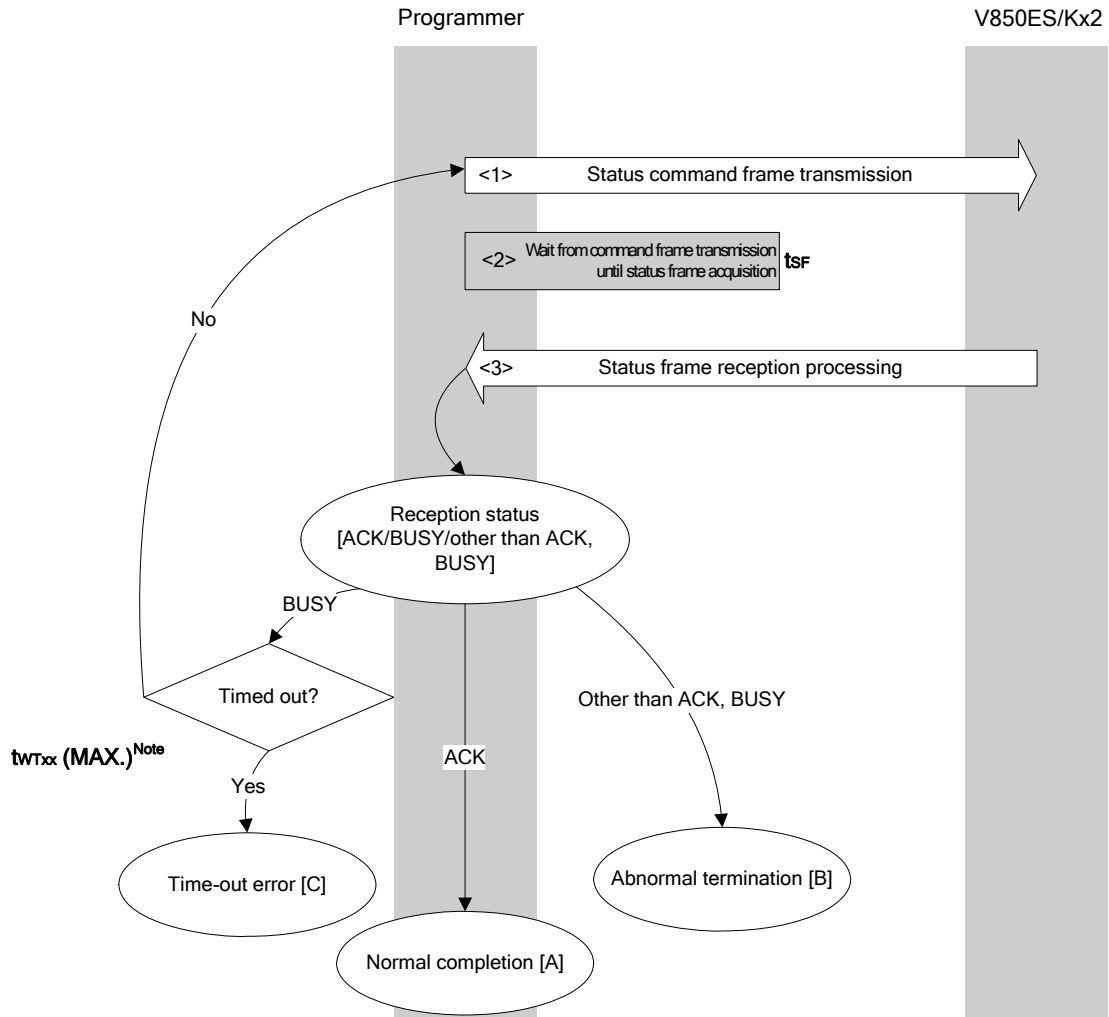 Programmer
V850ES/Kx2
<1> Status command frame transmission
<2> Wait from command frame transmission
until status frame acquisition
tSF
No
<3> Status frame reception processing
Reception status
[ACK/BUSY/other than ACK,
BUSY]
BUSY
Timed out?
Other than ACK, BUSY
tWTxx (MAX.)Note
ACK
Yes
Time-out error [C]
Abnormal termination [B]
Normal completion [A]